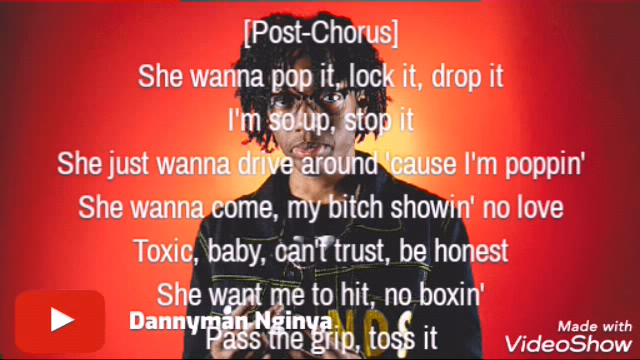 [Post-Chorus]
She wanna pop it, lock it, drop it
I'm so up, stop it
She just wanna drive around 'cause I'm poppin'
She wanna come, my bitch showin' no love
Toxic, baby, can't trust, be honest
She want me to hit, no boxin'
Dannyman Nginya
Pass the grip, toss it
Made with
VideoShow